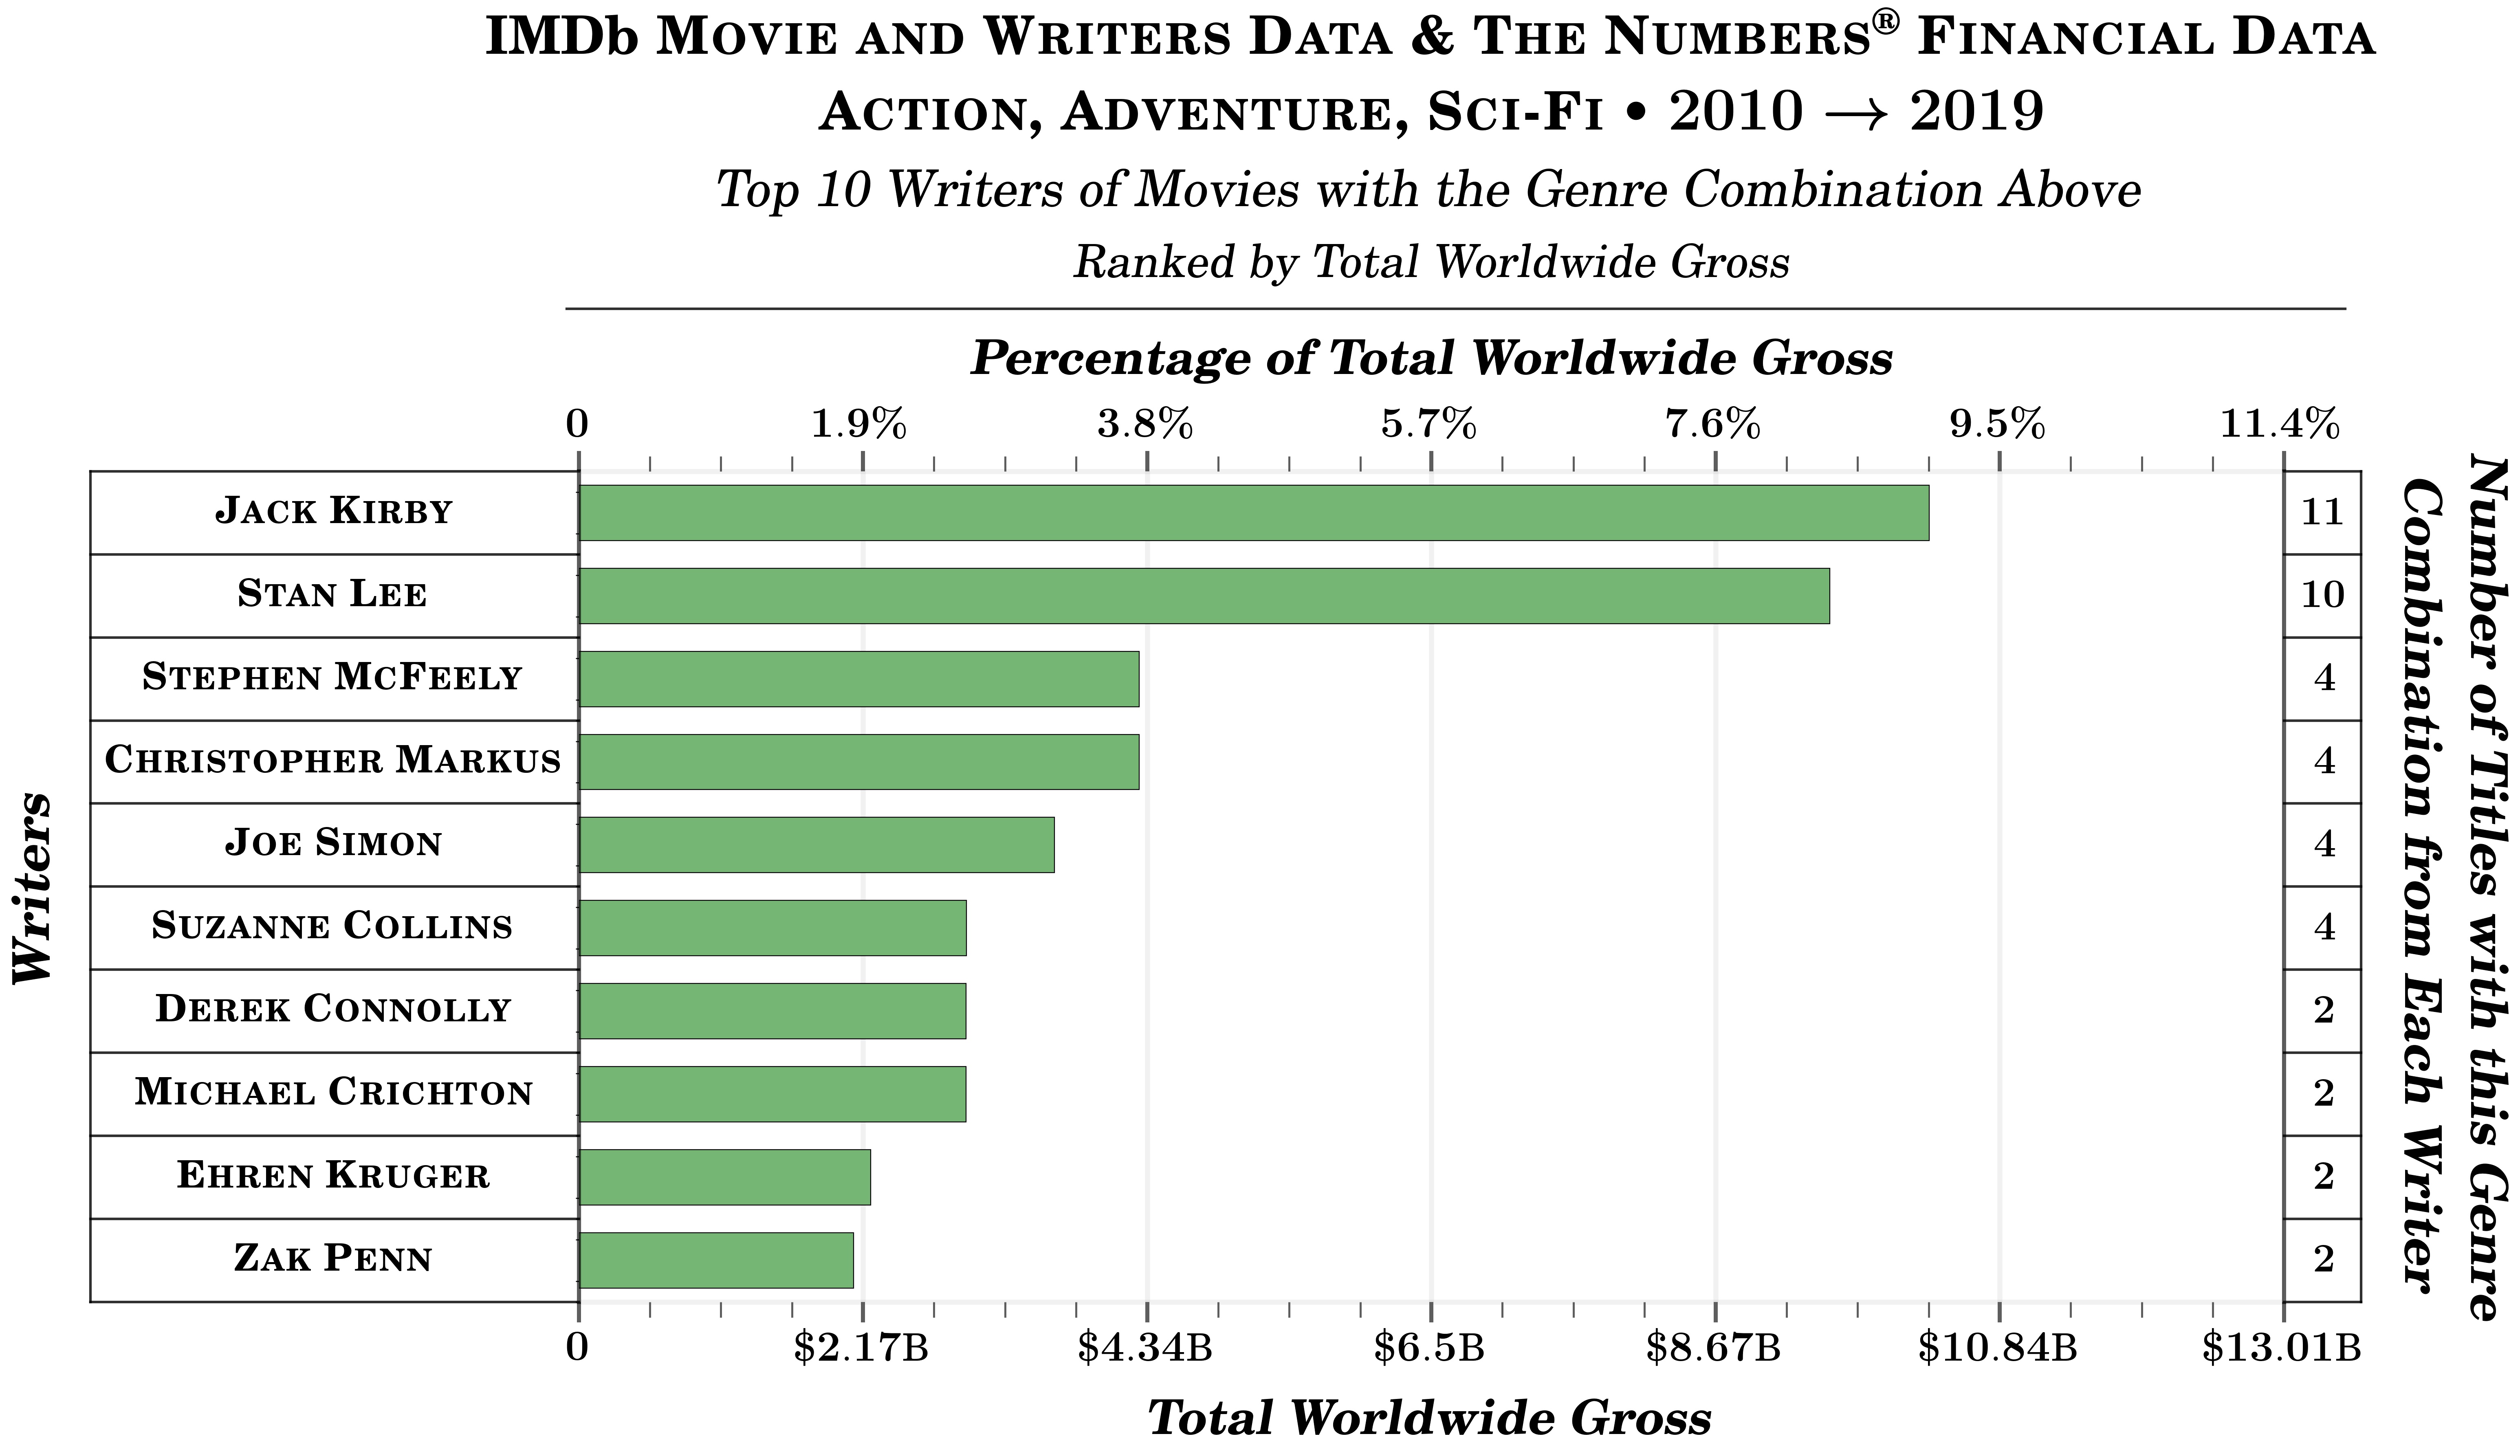 IMDb Movie and Writers Data & The Numbers® Financial Data
Action, Adventure, Sci-Fi • 2010 → 2019
Top 10 Writers of Movies with the Genre Combination Above
Ranked by Total Worldwide Gross
Percentage of Total Worldwide Gross
0 1.9% 3.8% 5.7% 7.6% 9.5% 11.4%
Jack Kirby 11
Stan Lee 10
Stephen McFeely 4
Christopher Markus 4
Joe Simon 4
Suzanne Collins 4
Derek Connolly 2
Michael Crichton 2
Ehren Kruger 2
Zak Penn 2
Writers
Number of Titles with this Genre
Combination from Each Writer
0 $2.17B $4.34B $6.5B $8.67B $10.84B $13.01B
Total Worldwide Gross